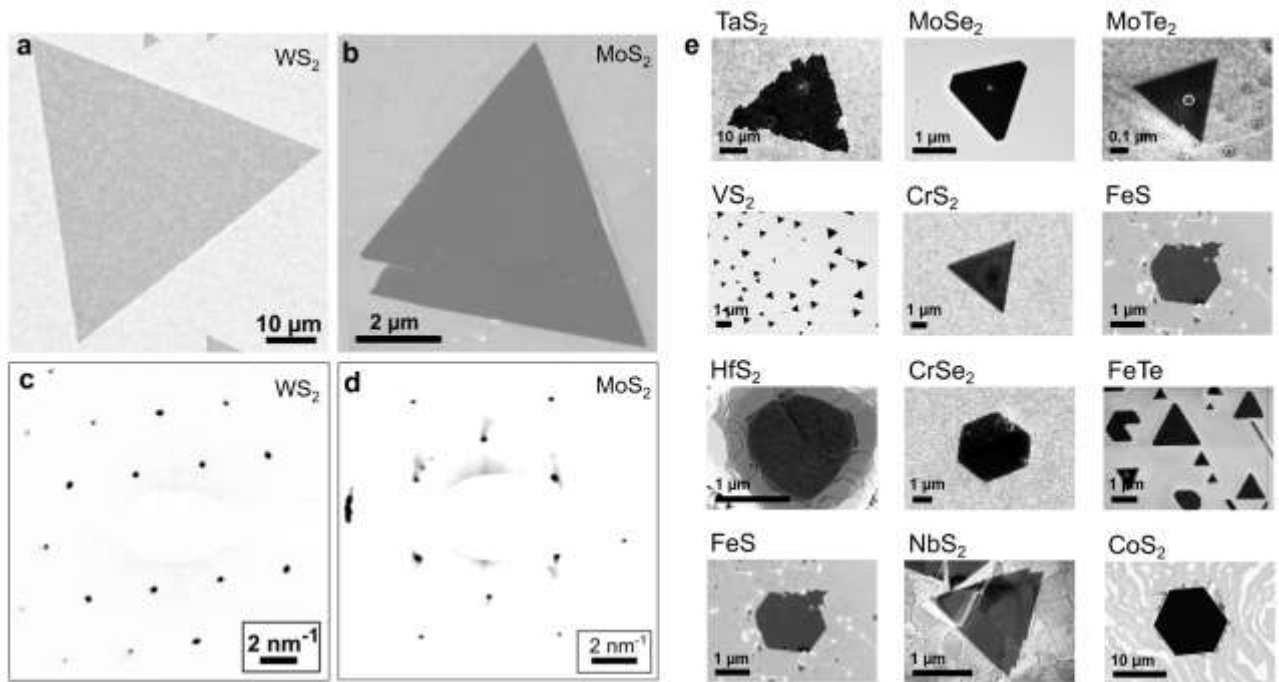 a
WS₂
10 µm
b
MoS₂
2 µm
c
WS₂
2 nm⁻¹
d
MoS₂
2 nm⁻¹
e
TaS₂
10 µm
MoSe₂
1 µm
MoTe₂
0.1 µm
VS₂
1 µm
CrS₂
1 µm
FeS
1 µm
HfS₂
1 µm
CrSe₂
1 µm
FeTe
1 µm
FeS
1 µm
NbS₂
1 µm
CoS₂
10 µm